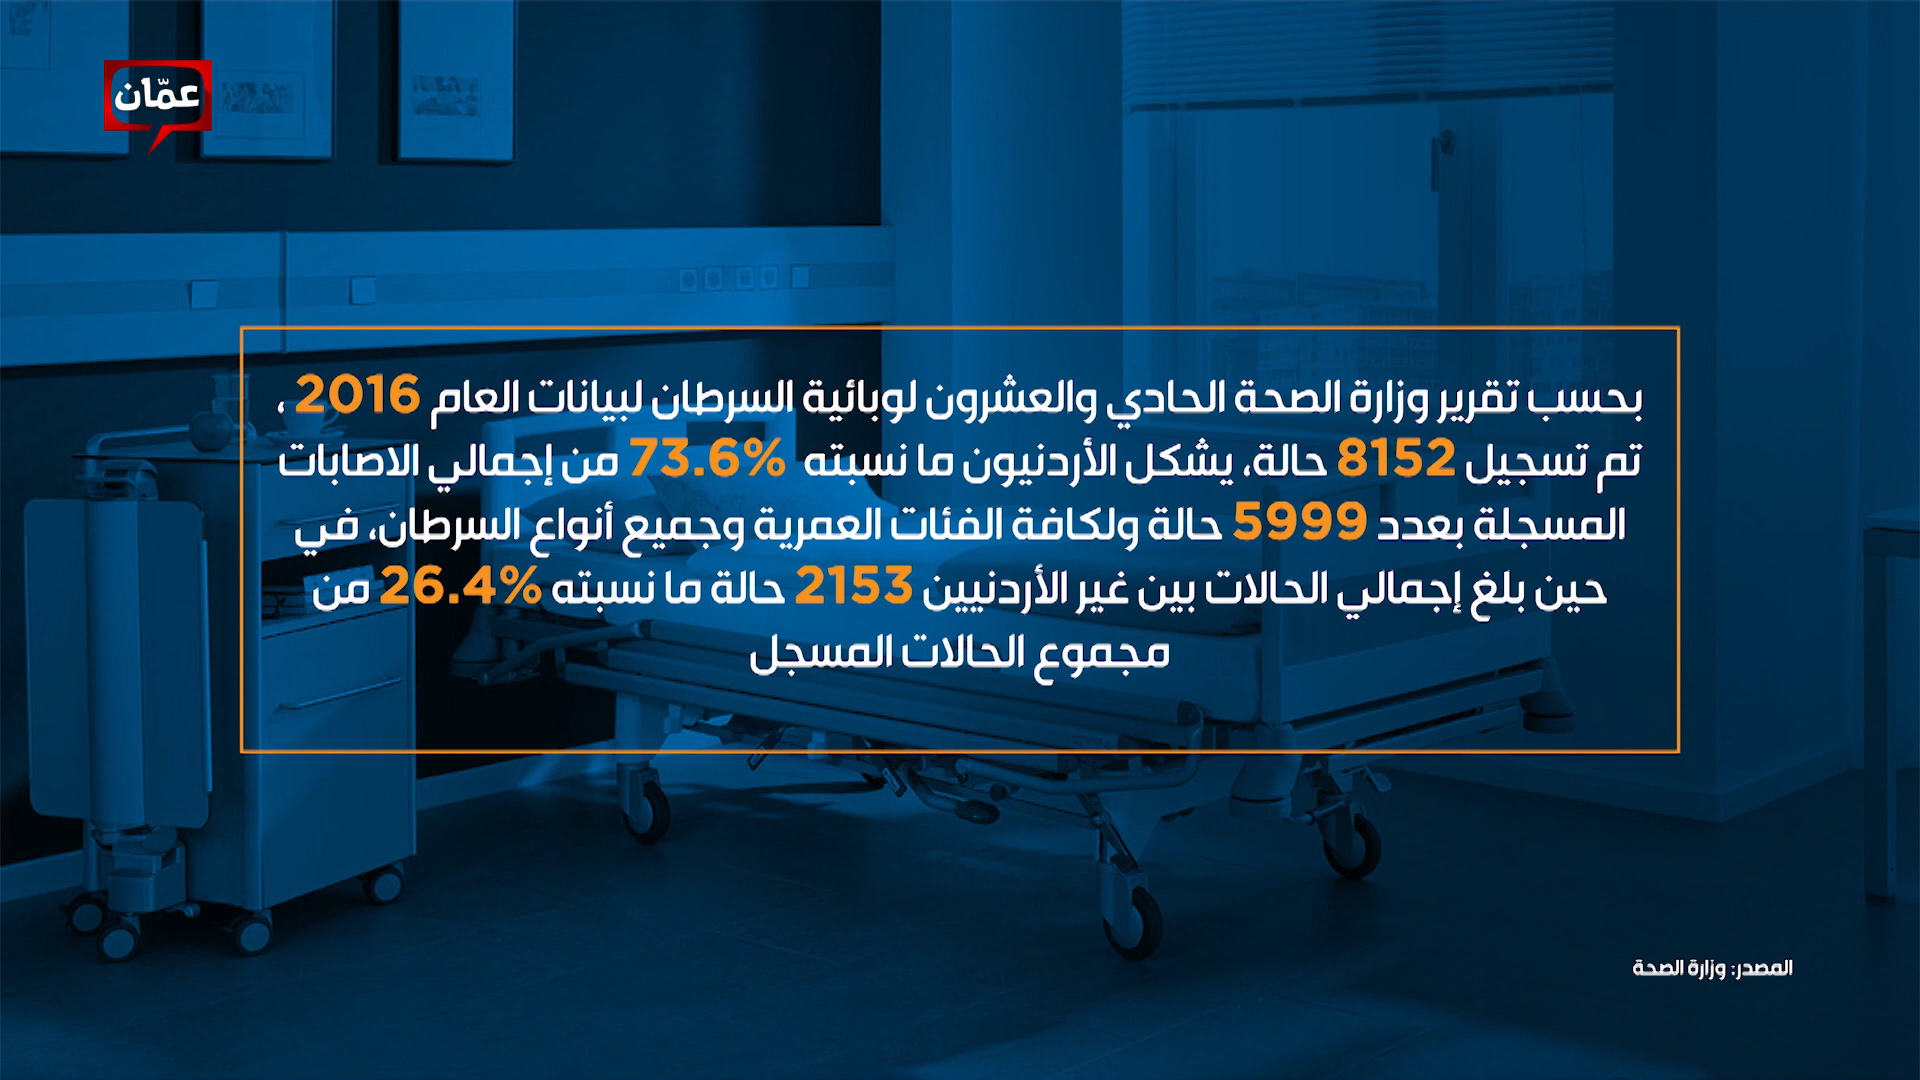 عمّان
بحسب تقرير وزارة الصحة الحادي والعشرون لوبائية السرطان لبيانات العام 2016 ،
تم تسجيل 8152 حالة، يشكل الأردنيون ما نسبته 73.6% من إجمالي الاصابات
المسجلة بعدد 5999 حالة ولكافة الفئات العمرية وجميع أنواع السرطان، في
حين بلغ إجمالي الحالات بين غير الأردنيين 2153 حالة ما نسبته 26.4% من
مجموع الحالات المسجل
المصدر: وزارة الصحة